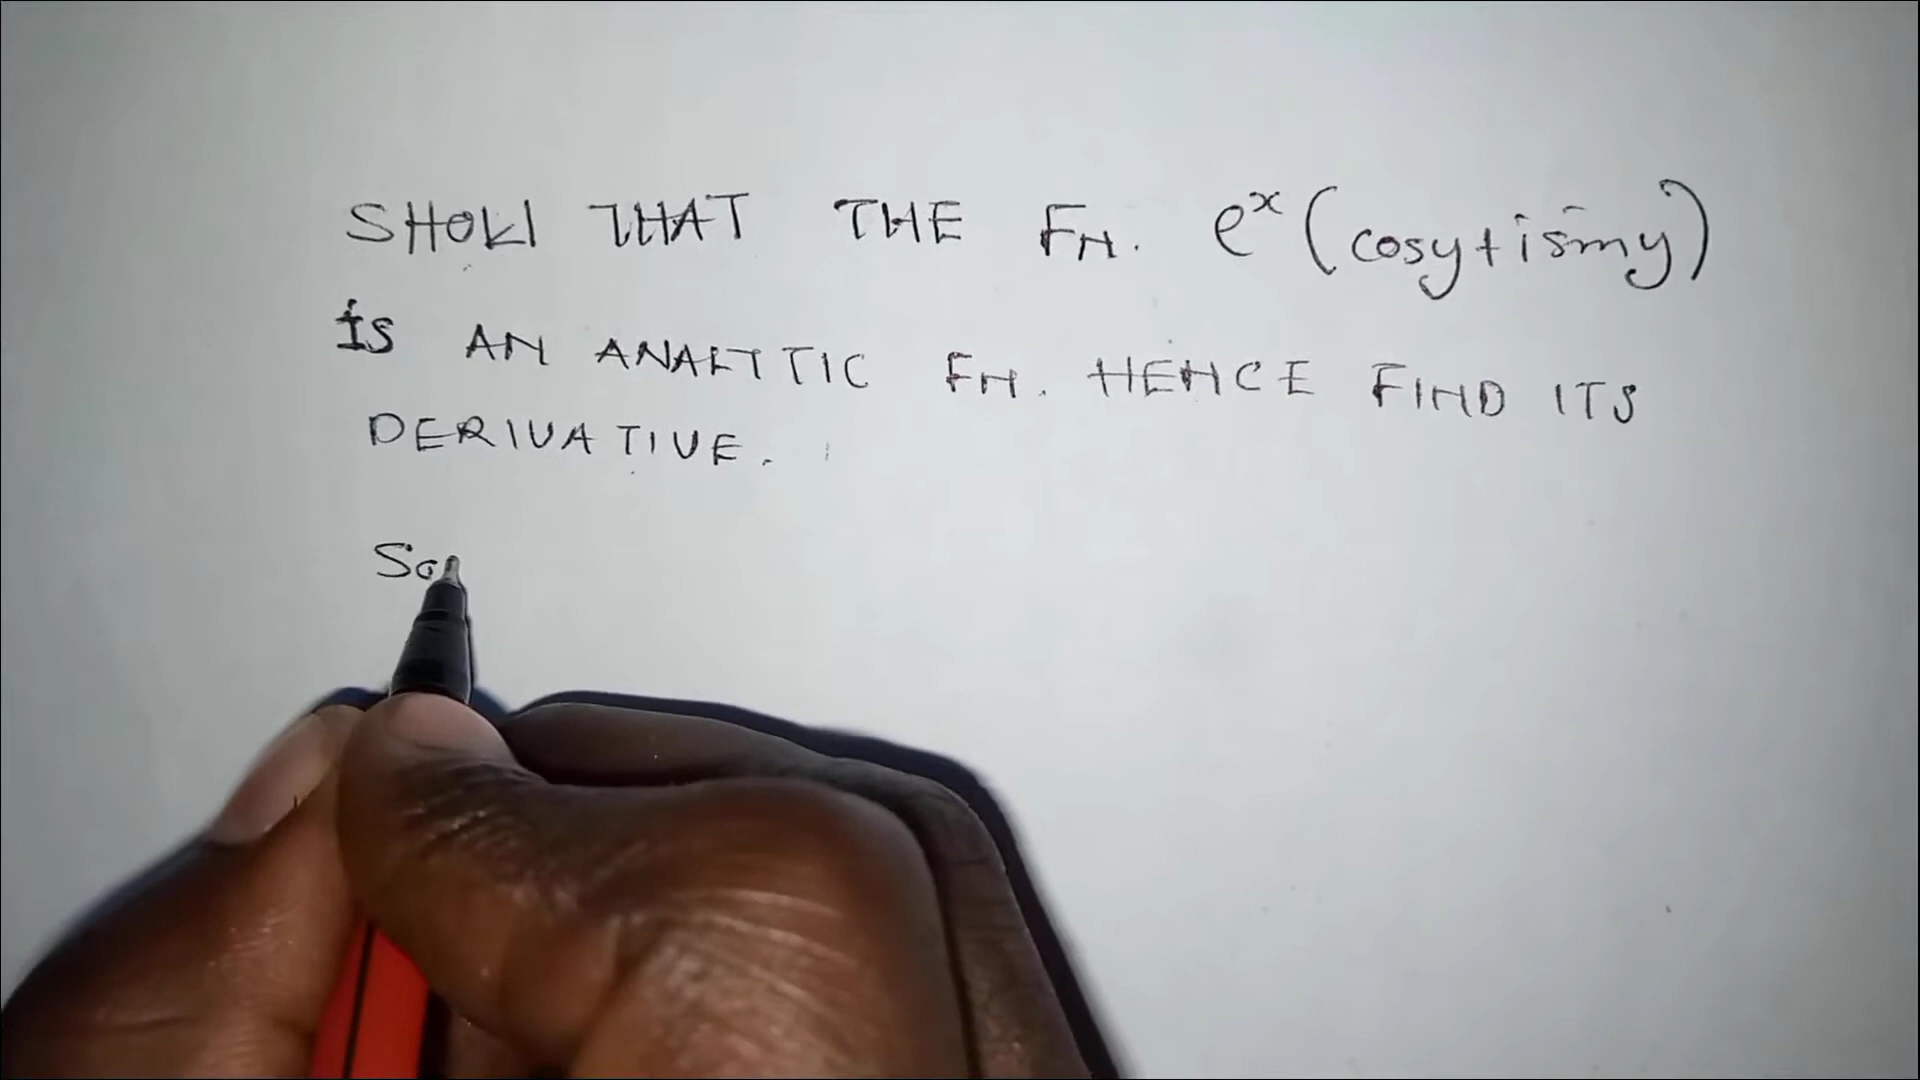 SHOW THAT THE FN. e^x (cosy+isiny)
is AN ANALYTIC FN. HENCE FIND ITS
DERIVATIVE.
So